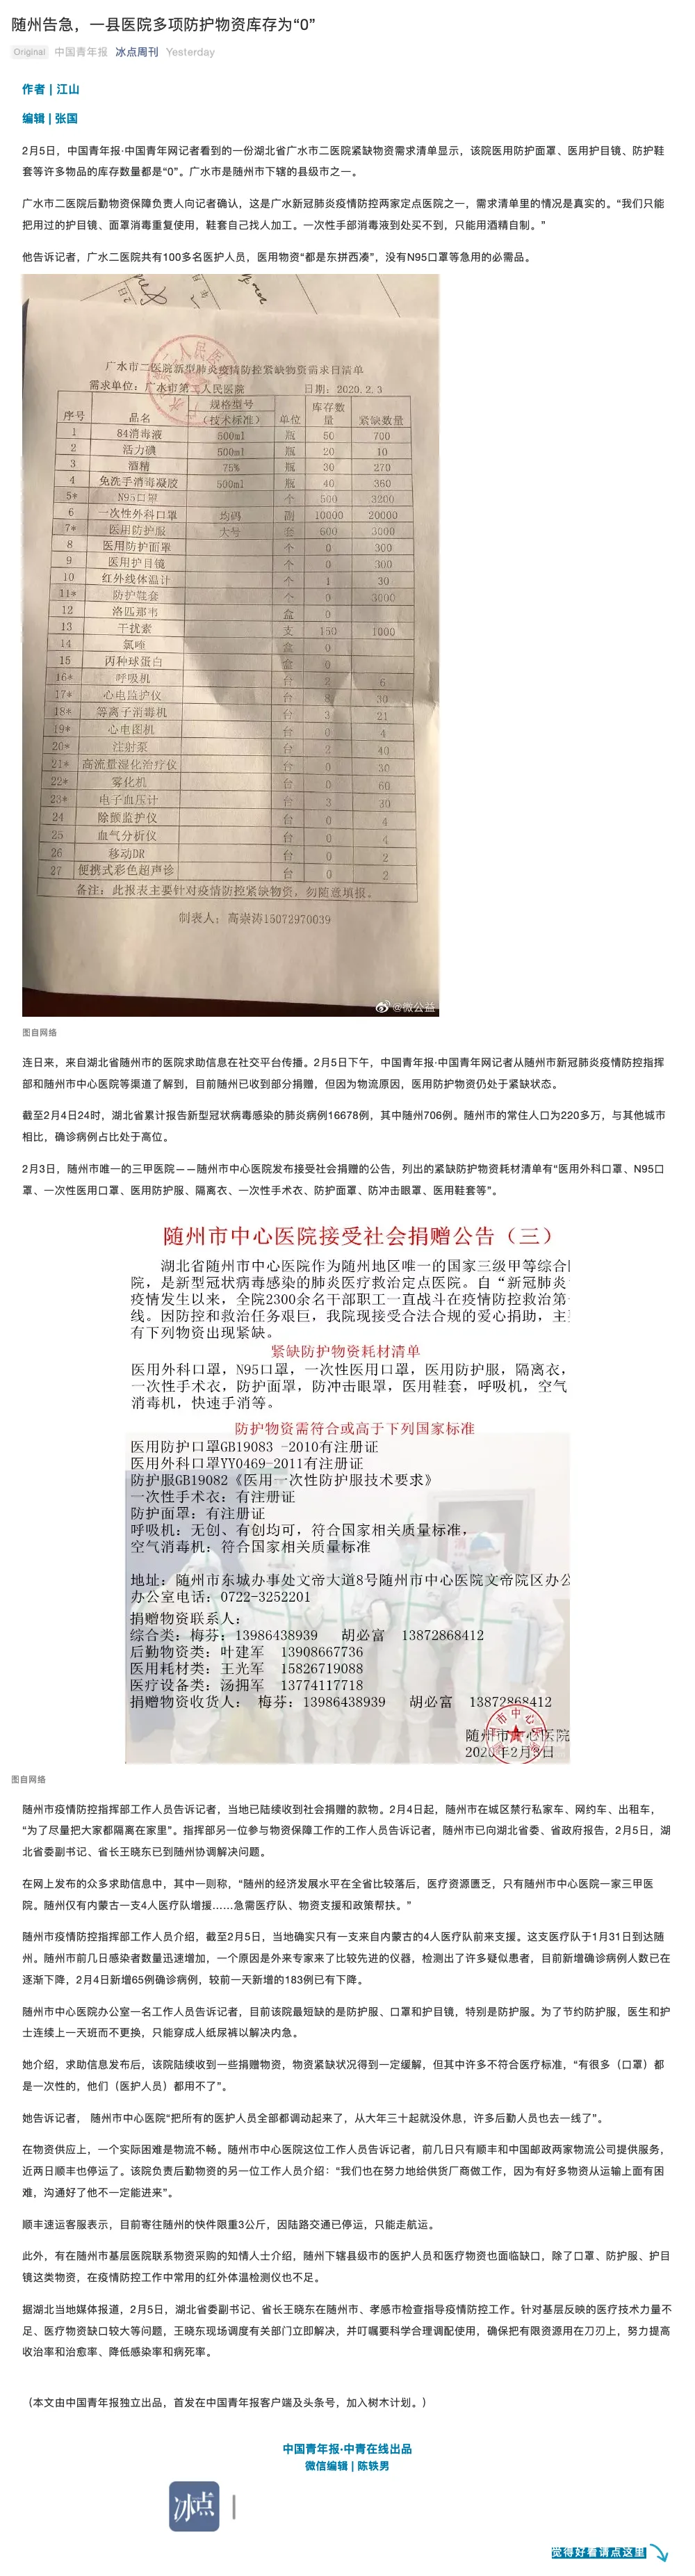 随州告急，一县医院多项防护物资库存为“0”
Original 中国青年报 冰点周刊 Yesterday
作者 | 江山
编辑 | 张国
2月5日，中国青年报·中国青年网记者看到的一份湖北省广水市二医院紧缺物资需求清单显示，该院医用防护面罩、医用护目镜、防护鞋
套等许多物品的库存数量都是“0”。广水市是随州市下辖的县级市之一。
广水市二医院后勤物资保障负责人向记者确认，这是广水新冠肺炎疫情防控两家定点医院之一，需求清单里的情况是真实的。“我们只能
把用过的护目镜、面罩消毒重复使用，鞋套自己找人加工。一次性手部消毒液到处买不到，只能用酒精自制。”
他告诉记者，广水二医院共有100多名医护人员，医用物资“都是东拼西凑”，没有N95口罩等急用的必需品。
广水市二医院新型肺炎疫情防控紧缺物资需求日清单
需求单位：广水市第二人民医院 日期：2020.2.3
序号 品名 规格型号（技术标准） 单位 库存数量 紧缺数量
1 84消毒液 500ml 瓶 50 700
2 活力碘 500ml 瓶 20 10
3 酒精 75% 瓶 30 270
4 免洗手消毒凝胶 500ml 瓶 40 360
5* N95口罩 个 500 3200
6 一次性外科口罩 均码 副 10000 20000
7* 医用防护服 大号 套 600 3000
8 医用防护面罩 个 0 300
9 医用护目镜 个 0 300
10 红外线体温计 个 1 30
11* 防护鞋套 个 0 3000
12 洛匹那韦 盒 0
13 干扰素 支 150 1000
14 氯喹 盒 0
15 丙种球蛋白 盒 0
16* 呼吸机 台 2 6
17* 心电监护仪 台 8 30
18* 等离子消毒机 台 3 21
19* 心电图机 台 0 4
20* 注射泵 台 2 40
21* 高流量湿化治疗仪 台 0 30
22* 雾化机 台 0 60
23* 电子血压计 台 3 30
24 除颤监护仪 台 0 4
25 血气分析仪 台 0 4
26 移动DR 台 0 2
27 便携式彩色超声诊 台 0 2
备注：此报表主要针对疫情防控紧缺物资，勿随意填报。
制表人：高崇涛15072970039
@微公益
图自网络
连日来，来自湖北省随州市的医院求助信息在社交平台传播。2月5日下午，中国青年报·中国青年网记者从随州市新冠肺炎疫情防控指挥
部和随州市中心医院等渠道了解到，目前随州已收到部分捐赠，但因为物流原因，医用防护物资仍处于紧缺状态。
截至2月4日24时，湖北省累计报告新型冠状病毒感染的肺炎病例16678例，其中随州706例。随州市的常住人口为220多万，与其他城市
相比，确诊病例占比处于高位。
2月3日，随州市唯一的三甲医院——随州市中心医院发布接受社会捐赠的公告，列出的紧缺防护物资耗材清单有“医用外科口罩、N95口
罩、一次性医用口罩、医用防护服、隔离衣、一次性手术衣、防护面罩、防冲击眼罩、医用鞋套等”。
随州市中心医院接受社会捐赠公告（三）
湖北省随州市中心医院作为随州地区唯一的国家三级甲等综合医
院，是新型冠状病毒感染的肺炎医疗救治定点医院。自“新冠肺炎”
疫情发生以来，全院2300余名干部职工一直战斗在疫情防控救治第一
线。因防控和救治任务艰巨，我院现接受合法合规的爱心捐助，主要
有下列物资出现紧缺。
紧缺防护物资耗材清单
医用外科口罩，N95口罩，一次性医用口罩，医用防护服，隔离衣，
一次性手术衣，防护面罩，防冲击眼罩，医用鞋套，呼吸机，空气
消毒机，快速手消等。
防护物资需符合或高于下列国家标准
医用防护口罩GB19083 -2010有注册证
医用外科口罩YY0469-2011有注册证
防护服GB19082《医用一次性防护服技术要求》
一次性手术衣：有注册证
防护面罩：有注册证
呼吸机：无创、有创均可，符合国家相关质量标准，
空气消毒机：符合国家相关质量标准
地址：随州市东城办事处文帝大道8号随州市中心医院文帝院区办公
办公室电话：0722-3252201
捐赠物资联系人：
综合类：梅芬：13986438939 胡必富 13872868412
后勤物资类：叶建军 13908667736
医用耗材类：王光军 15826719088
医疗设备类：汤拥军 13774117718
捐赠物资收货人： 梅芬：13986438939 胡必富 13872868412
随州市中心医院
2020年2月3日
图自网络
随州市疫情防控指挥部工作人员告诉记者，当地已陆续收到社会捐赠的款物。2月4日起，随州市在城区禁行私家车、网约车、出租车，
“为了尽量把大家都隔离在家里”。指挥部另一位参与物资保障工作的工作人员告诉记者，随州市已向湖北省委、省政府报告，2月5日，湖
北省委副书记、省长王晓东已到随州协调解决问题。
在网上发布的众多求助信息中，其中一则称，“随州的经济发展水平在全省比较落后，医疗资源匮乏，只有随州市中心医院一家三甲医
院。随州仅有内蒙古一支4人医疗队增援……急需医疗队、物资支援和政策帮扶。”
随州市疫情防控指挥部工作人员介绍，截至2月5日，当地确实只有一支来自内蒙古的4人医疗队前来支援。这支医疗队于1月31日到达随
州。随州市前几日感染者数量迅速增加，一个原因是外来专家来了比较先进的仪器，检测出了许多疑似患者，目前新增确诊病例人数已在
逐渐下降，2月4日新增65例确诊病例，较前一天新增的183例已有下降。
随州市中心医院办公室一名工作人员告诉记者，目前该院最短缺的是防护服、口罩和护目镜，特别是防护服。为了节约防护服，医生和护
士连续上一天班而不更换，只能穿成人纸尿裤以解决内急。
她介绍，求助信息发布后，该院陆续收到一些捐赠物资，物资紧缺状况得到一定缓解，但其中许多不符合医疗标准，“有很多（口罩）都
是一次性的，他们（医护人员）都用不了”。
她告诉记者， 随州市中心医院“把所有的医护人员全部都调动起来了，从大年三十起就没休息，许多后勤人员也去一线了”。
在物资供应上，一个实际困难是物流不畅。随州市中心医院这位工作人员告诉记者，前几日只有顺丰和中国邮政两家物流公司提供服务，
近两日顺丰也停运了。该院负责后勤物资的另一位工作人员介绍：“我们也在努力地给供货厂商做工作，因为有好多物资从运输上面有困
难，沟通好了他不一定能进来”。
顺丰速运客服表示，目前寄往随州的快件限重3公斤，因陆路交通已停运，只能走航运。
此外，有在随州市基层医院联系物资采购的知情人士介绍，随州下辖县级市的医护人员和医疗物资也面临缺口，除了口罩、防护服、护目
镜这类物资，在疫情防控工作中常用的红外体温检测仪也不足。
据湖北当地媒体报道，2月5日，湖北省委副书记、省长王晓东在随州市、孝感市检查指导疫情防控工作。针对基层反映的医疗技术力量不
足、医疗物资缺口较大等问题，王晓东现场调度有关部门立即解决，并叮嘱要科学合理调配使用，确保把有限资源用在刀刃上，努力提高
收治率和治愈率、降低感染率和病死率。
（本文由中国青年报独立出品，首发在中国青年报客户端及头条号，加入树木计划。）
中国青年报·中青在线出品
微信编辑 | 陈轶男
冰点
觉得好看请点这里